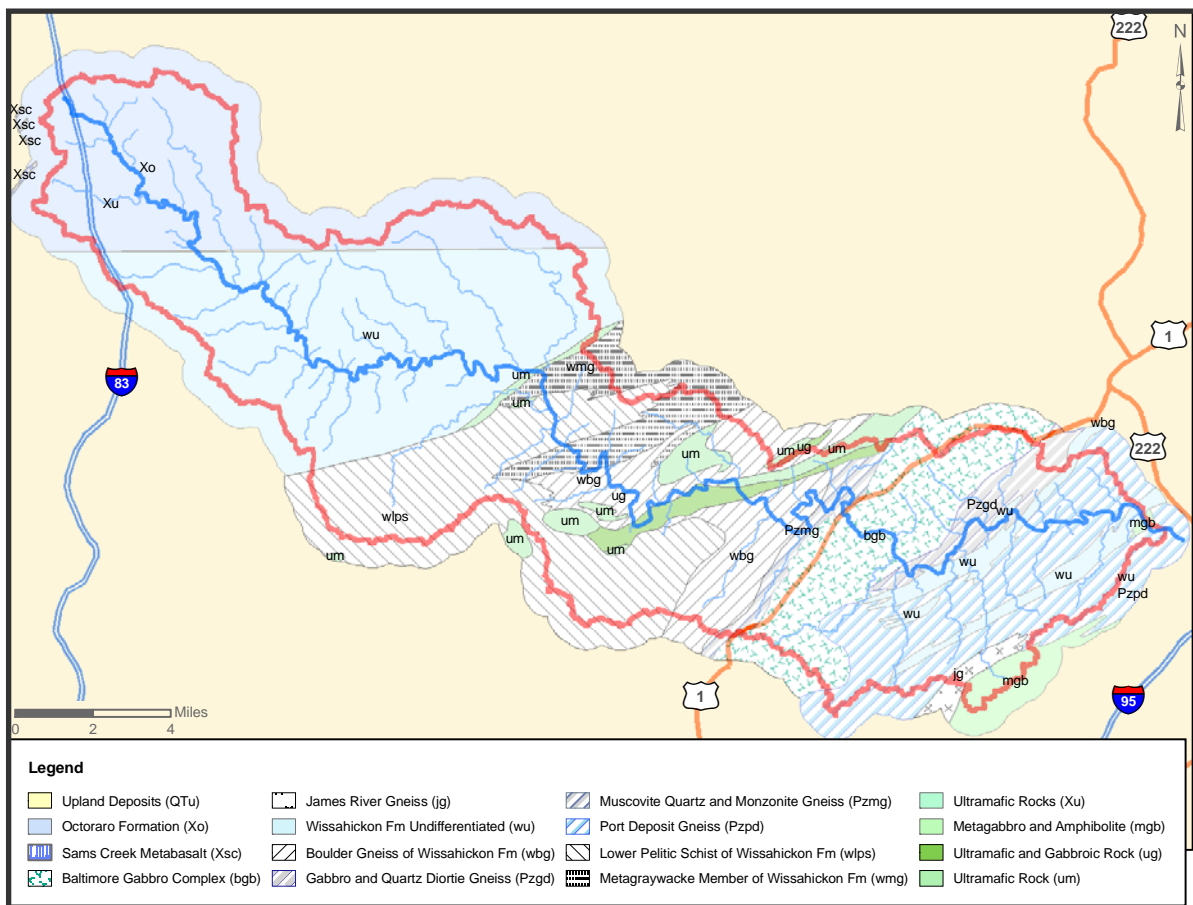 222
N
Xsc
Xsc
Xsc
Xo
Xsc
Xu
1
wu
wmg
um
83
um
wbg
222
um ug um
um
wbg
ug
Pzgd
wu
wlps
um
um
Pzmg
mgb
um
bgb
um
um
wbg
wu
wu
wu
Pzpd
wu
jg
mgb
1
95
Miles
0 2 4
Legend
Upland Deposits (QTu)
Octoraro Formation (Xo)
Sams Creek Metabasalt (Xsc)
Baltimore Gabbro Complex (bgb)
James River Gneiss (jg)
Wissahickon Fm Undifferentiated (wu)
Boulder Gneiss of Wissahickon Fm (wbg)
Gabbro and Quartz Diortie Gneiss (Pzgd)
Muscovite Quartz and Monzonite Gneiss (Pzmg)
Port Deposit Gneiss (Pzpd)
Lower Pelitic Schist of Wissahickon Fm (wlps)
Metagraywacke Member of Wissahickon Fm (wmg)
Ultramafic Rocks (Xu)
Metagabbro and Amphibolite (mgb)
Ultramafic and Gabbroic Rock (ug)
Ultramafic Rock (um)